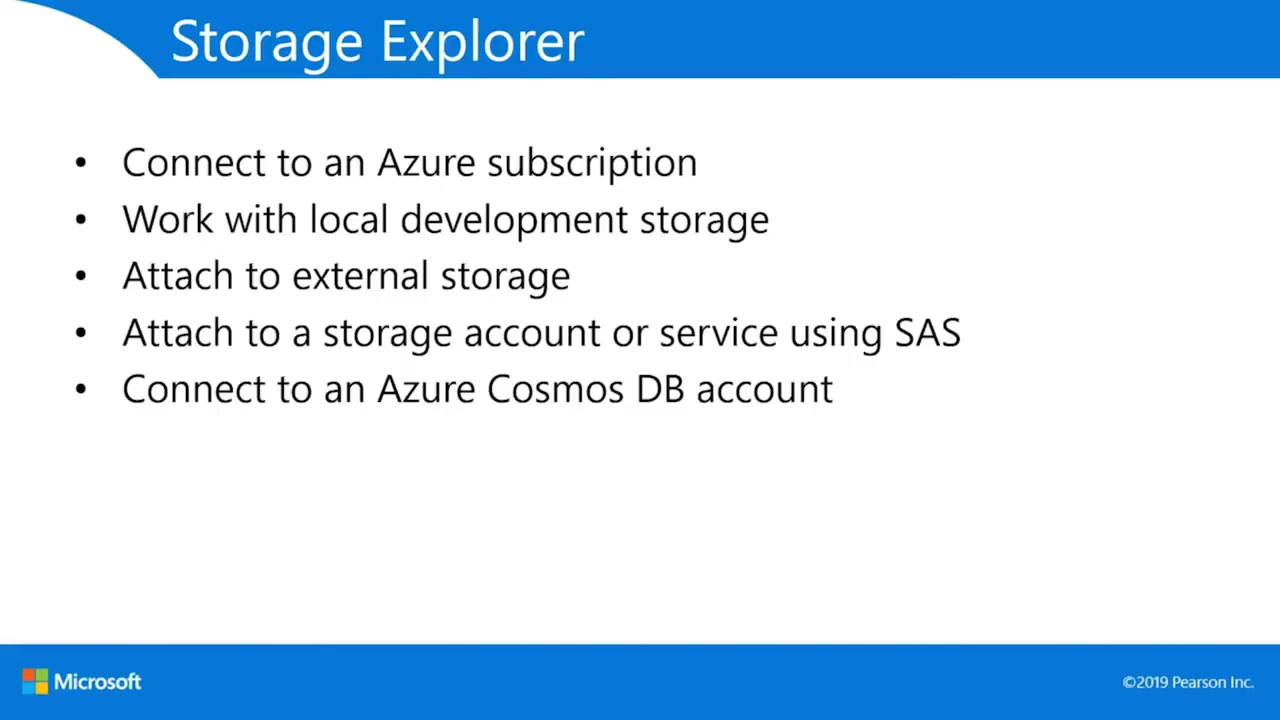 Storage Explorer
• Connect to an Azure subscription
• Work with local development storage
• Attach to external storage
• Attach to a storage account or service using SAS
• Connect to an Azure Cosmos DB account
Microsoft
©2019 Pearson Inc.